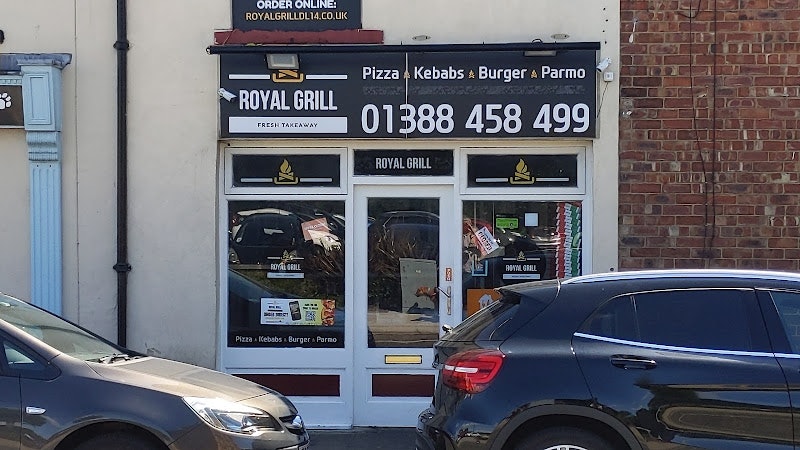 ORDER ONLINE:
ROYALGRILLDL14.CO.UK
ROYAL GRILL
FRESH TAKEAWAY
Pizza Kebabs Burger Parmo
01388 458 499
ROYAL GRILL
ROYAL GRILL
Pizza Kebabs Burger Parmo
ROYAL GRILL